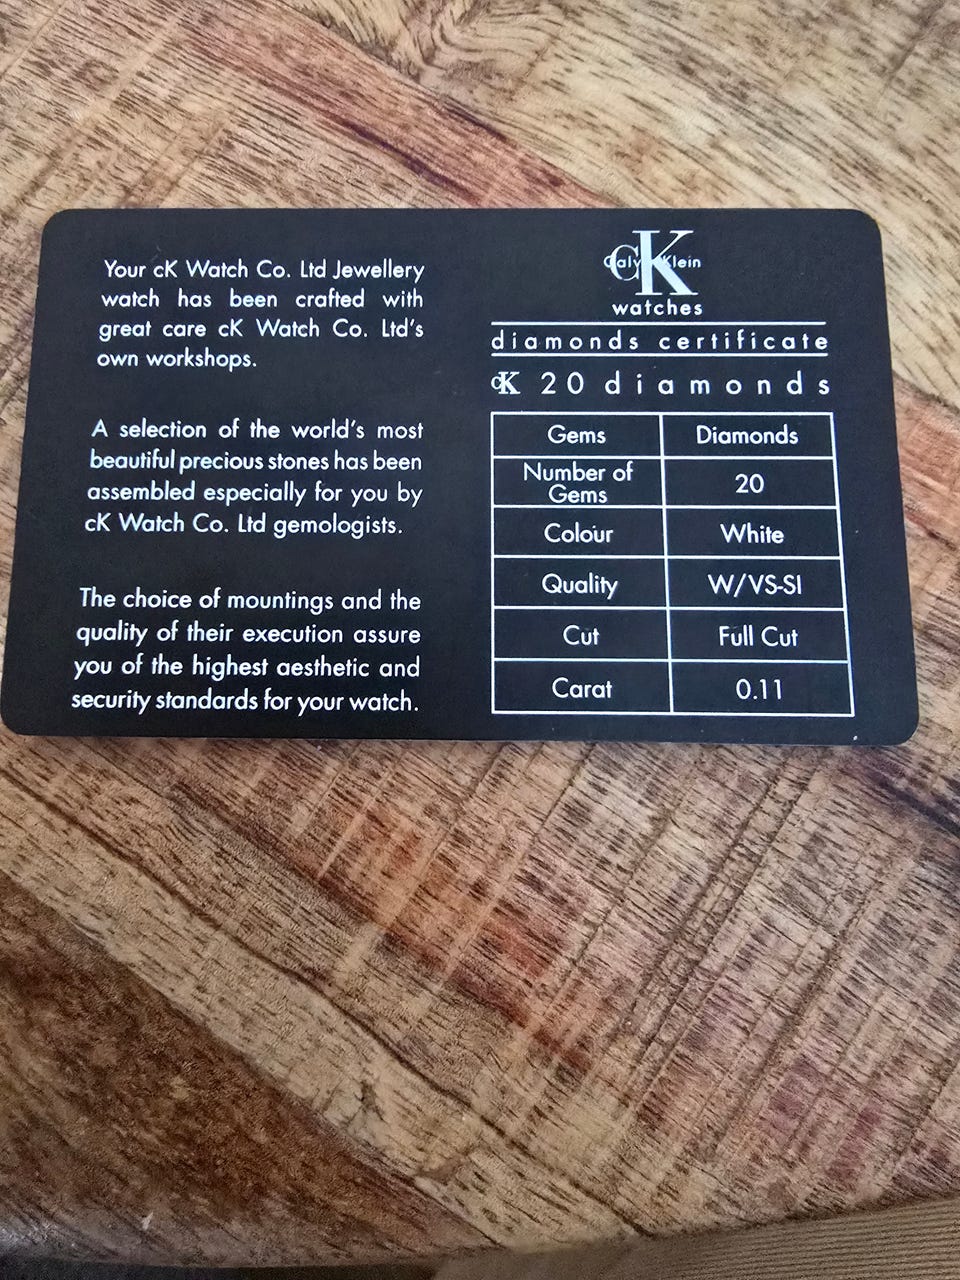 Your cK Watch Co. Ltd Jewellery
watch has been crafted with
great care cK Watch Co. Ltd's
own workshops.
A selection of the world's most
beautiful precious stones has been
assembled especially for you by
cK Watch Co. Ltd gemologists.
The choice of mountings and the
quality of their execution assure
you of the highest aesthetic and
security standards for your watch.
cK
Calvin Klein
watches
diamonds certificate
cK 20 diamonds
Gems Diamonds
Number of
Gems 20
Colour White
Quality W/VS-SI
Cut Full Cut
Carat 0.11